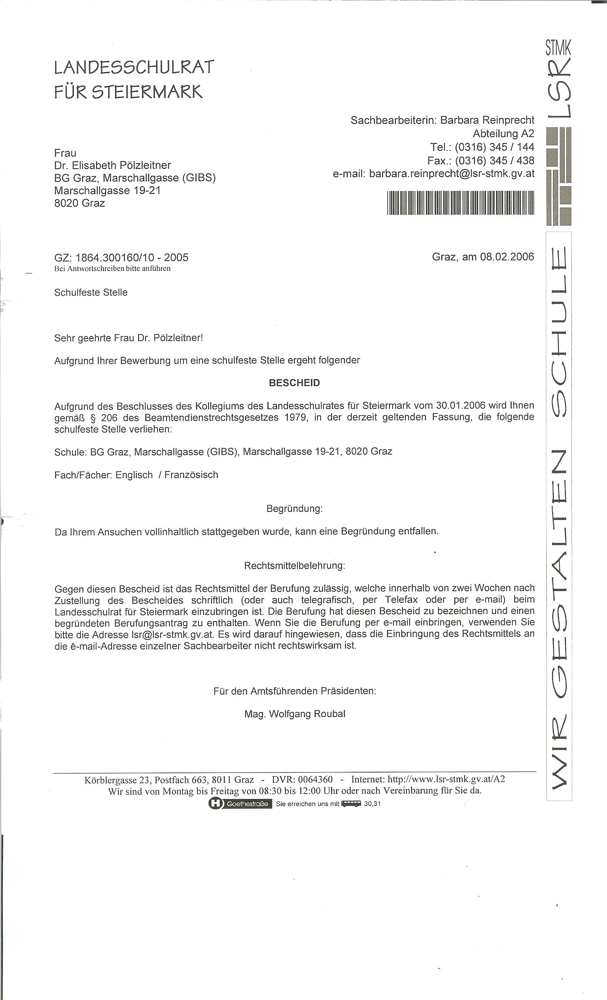 STMK
LSR
WIR GESTALTEN SCHULE
LANDESSCHULRAT
FÜR STEIERMARK
Sachbearbeiterin: Barbara Reinprecht
Abteilung A2
Tel.: (0316) 345 / 144
Fax.: (0316) 345 / 438
e-mail: barbara.reinprecht@lsr-stmk.gv.at
Frau
Dr. Elisabeth Pölzleitner
BG Graz, Marschallgasse (GIBS)
Marschallgasse 19-21
8020 Graz
GZ: 1864.300160/10 - 2005
Bei Antwortschreiben bitte anführen
Graz, am 08.02.2006
Schulfeste Stelle
Sehr geehrte Frau Dr. Pölzleitner!
Aufgrund Ihrer Bewerbung um eine schulfeste Stelle ergeht folgender
BESCHEID
Aufgrund des Beschlusses des Kollegiums des Landesschulrates für Steiermark vom 30.01.2006 wird Ihnen
gemäß § 206 des Beamtendienstrechtsgesetzes 1979, in der derzeit geltenden Fassung, die folgende
schulfeste Stelle verliehen:
Schule: BG Graz, Marschallgasse (GIBS), Marschallgasse 19-21, 8020 Graz
Fach/Fächer: Englisch / Französisch
Begründung:
Da Ihrem Ansuchen vollinhaltlich stattgegeben wurde, kann eine Begründung entfallen.
Rechtsmittelbelehrung:
Gegen diesen Bescheid ist das Rechtsmittel der Berufung zulässig, welche innerhalb von zwei Wochen nach
Zustellung des Bescheides schriftlich (oder auch telegrafisch, per Telefax oder per e-mail) beim
Landesschulrat für Steiermark einzubringen ist. Die Berufung hat diesen Bescheid zu bezeichnen und einen
begründeten Berufungsantrag zu enthalten. Wenn Sie die Berufung per e-mail einbringen, verwenden Sie
bitte die Adresse lsr@lsr-stmk.gv.at. Es wird darauf hingewiesen, dass die Einbringung des Rechtsmittels an
die e-mail-Adresse einzelner Sachbearbeiter nicht rechtswirksam ist.
Für den Amtsführenden Präsidenten:
Mag. Wolfgang Roubal
Körblergasse 23, Postfach 663, 8011 Graz - DVR: 0064360 - Internet: http://www.lsr-stmk.gv.at/A2
Wir sind von Montag bis Freitag von 08:30 bis 12:00 Uhr oder nach Vereinbarung für Sie da.
H Goethestraße Sie erreichen uns mit 30,31